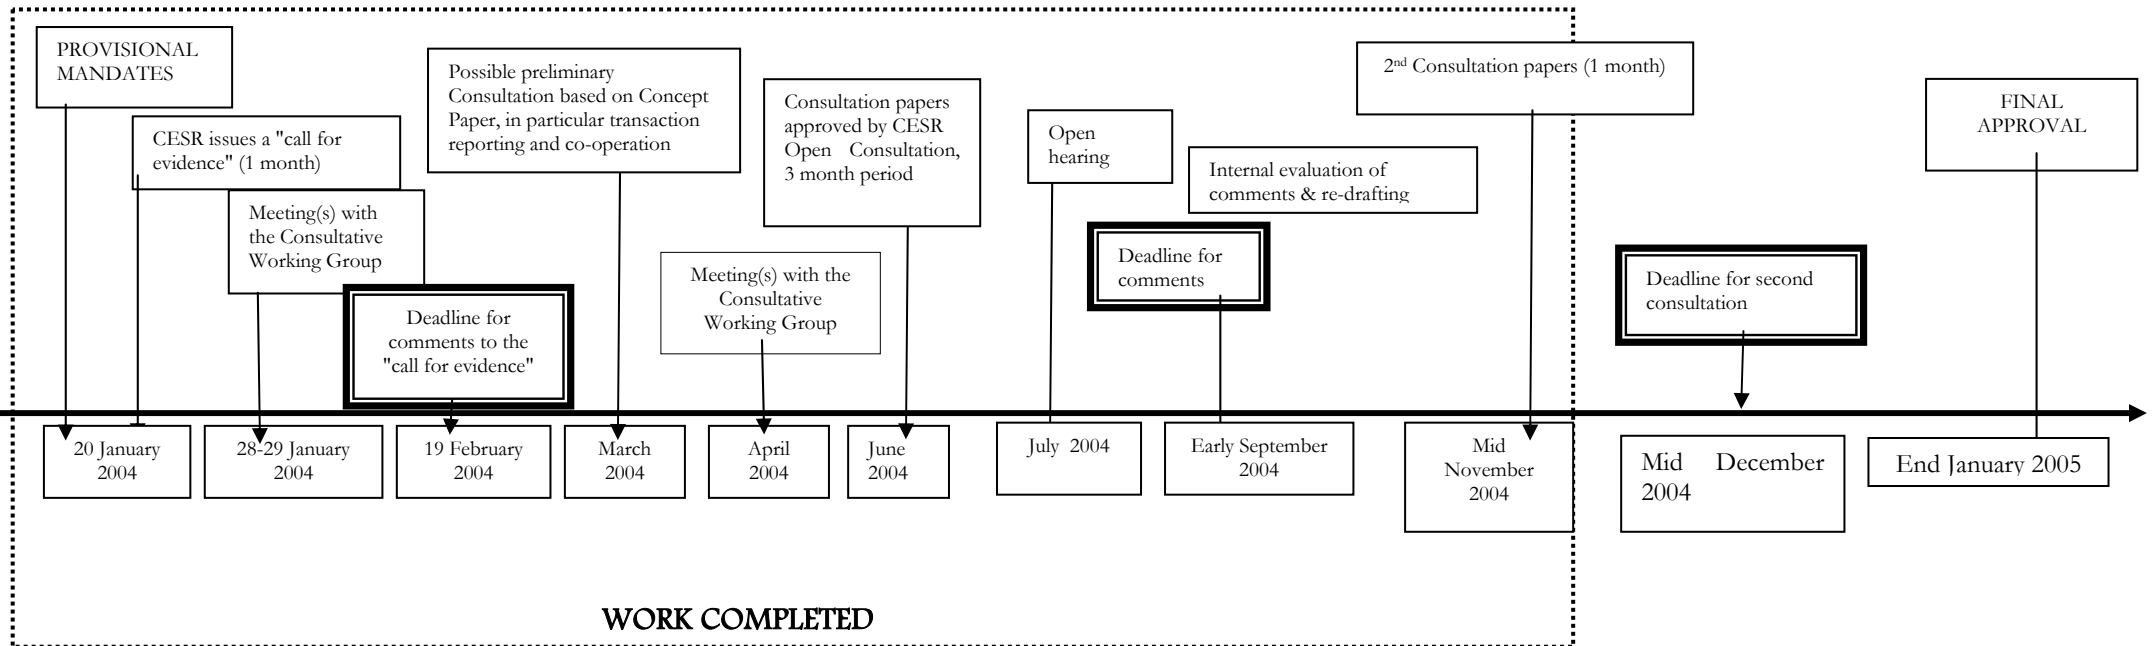 PROVISIONAL
MANDATES
CESR issues a "call for
evidence" (1 month)
Meeting(s) with
the Consultative
Working Group
Deadline for
comments to the
"call for evidence"
Possible preliminary
Consultation based on Concept
Paper, in particular transaction
reporting and co-operation
Meeting(s) with the
Consultative
Working Group
Consultation papers
approved by CESR
Open Consultation,
3 month period
Open
hearing
Deadline for
comments
Internal evaluation of
comments & re-drafting
2nd Consultation papers (1 month)
Deadline for second
consultation
FINAL
APPROVAL
20 January
2004
28-29 January
2004
19 February
2004
March
2004
April
2004
June
2004
July 2004
Early September
2004
Mid
November
2004
Mid December
2004
End January 2005
WORK COMPLETED